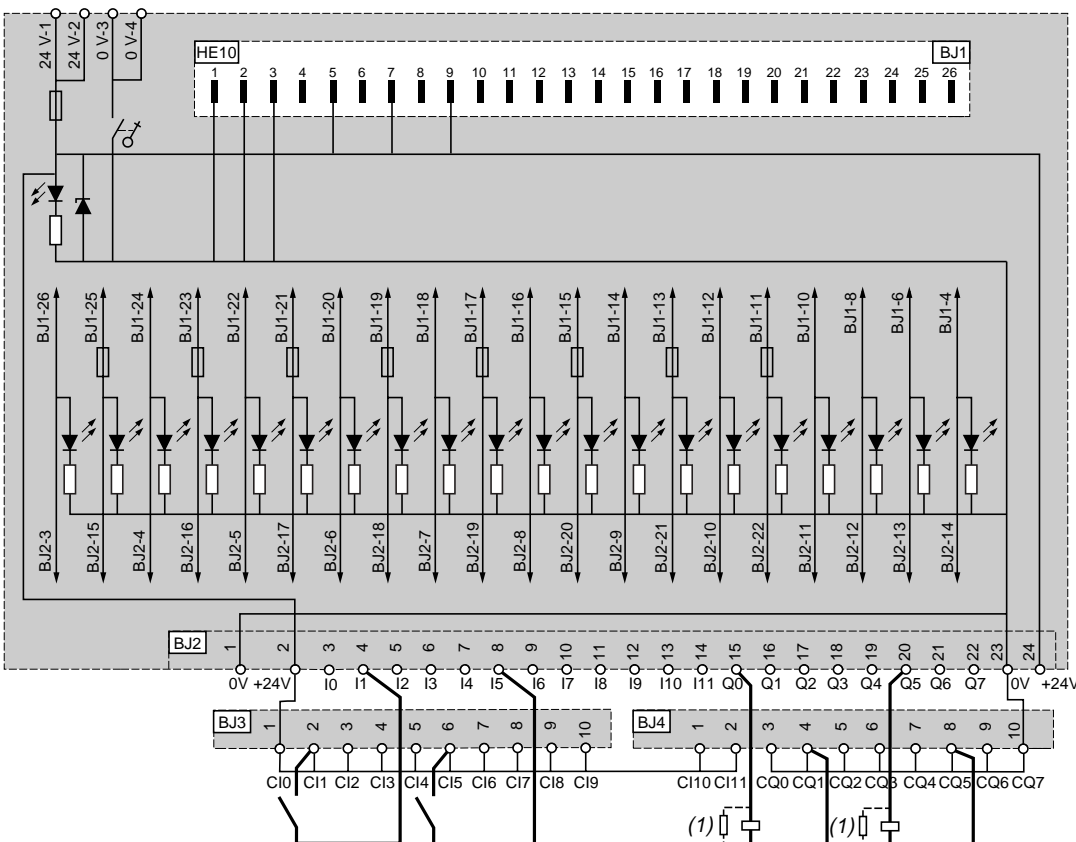 24 V-1 24 V-2 0 V-3 0 V-4
HE10 BJ1
1 2 3 4 5 6 7 8 9 10 11 12 13 14 15 16 17 18 19 20 21 22 23 24 25 26
BJ1-26 BJ1-25 BJ1-24 BJ1-23 BJ1-22 BJ1-21 BJ1-20 BJ1-19 BJ1-18 BJ1-17 BJ1-16 BJ1-15 BJ1-14 BJ1-13 BJ1-12 BJ1-11 BJ1-10 BJ1-8 BJ1-6 BJ1-4
BJ2-3 BJ2-15 BJ2-4 BJ2-16 BJ2-5 BJ2-17 BJ2-6 BJ2-18 BJ2-7 BJ2-19 BJ2-8 BJ2-20 BJ2-9 BJ2-21 BJ2-10 BJ2-22 BJ2-11 BJ2-12 BJ2-13 BJ2-14
BJ2 1 2 3 4 5 6 7 8 9 10 11 12 13 14 15 16 17 18 19 20 21 22 23 24
0V +24V I0 I1 I2 I3 I4 I5 I6 I7 I8 I9 I10 I11 Q0 Q1 Q2 Q3 Q4 Q5 Q6 Q7 0V +24V
BJ3 1 2 3 4 5 6 7 8 9 10 BJ4 1 2 3 4 5 6 7 8 9 10
CI0 CI1 CI2 CI3 CI4 CI5 CI6 CI7 CI8 CI9 CI10 CI11 CQ0 CQ1 CQ2 CQ3 CQ4 CQ5 CQ6 CQ7
(1) (1)